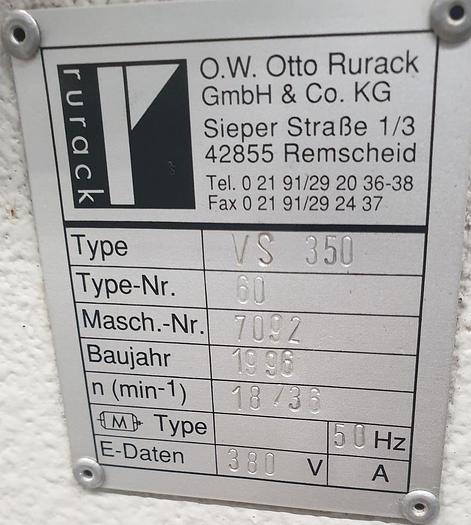 rurack
O.W. Otto Rurack
GmbH & Co. KG
Sieper Straße 1/3
42855 Remscheid
Tel. 0 21 91/29 20 36-38
Fax 0 21 91/29 24 37
Type VS 350
Type-Nr. 60
Masch.-Nr. 7092
Baujahr 1996
n (min-1) 18/36
M Type 50 Hz
E-Daten 380 V A